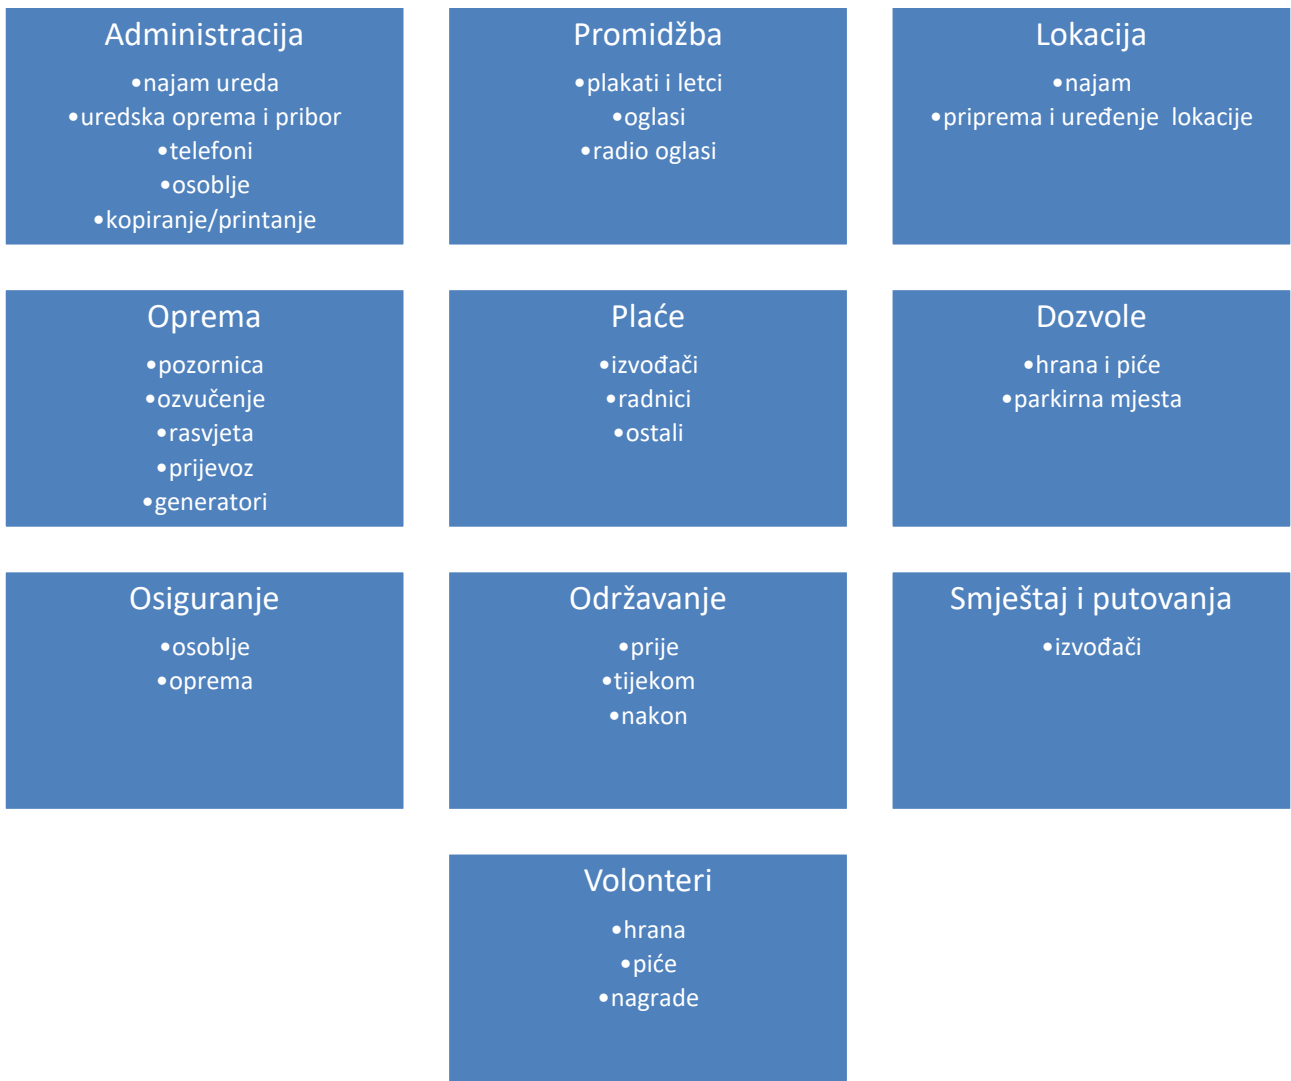 Administracija
•najam ureda
•uredska oprema i pribor
•telefoni
•osoblje
•kopiranje/printanje
Promidžba
•plakati i letci
•oglasi
•radio oglasi
Lokacija
•najam
•priprema i uređenje  lokacije
Oprema
•pozornica
•ozvučenje
•rasvjeta
•prijevoz
•generatori
Plaće
•izvođači
•radnici
•ostali
Dozvole
•hrana i piće
•parkirna mjesta
Osiguranje
•osoblje
•oprema
Održavanje
•prije
•tijekom
•nakon
Smještaj i putovanja
•izvođači
Volonteri
•hrana
•piće
•nagrade